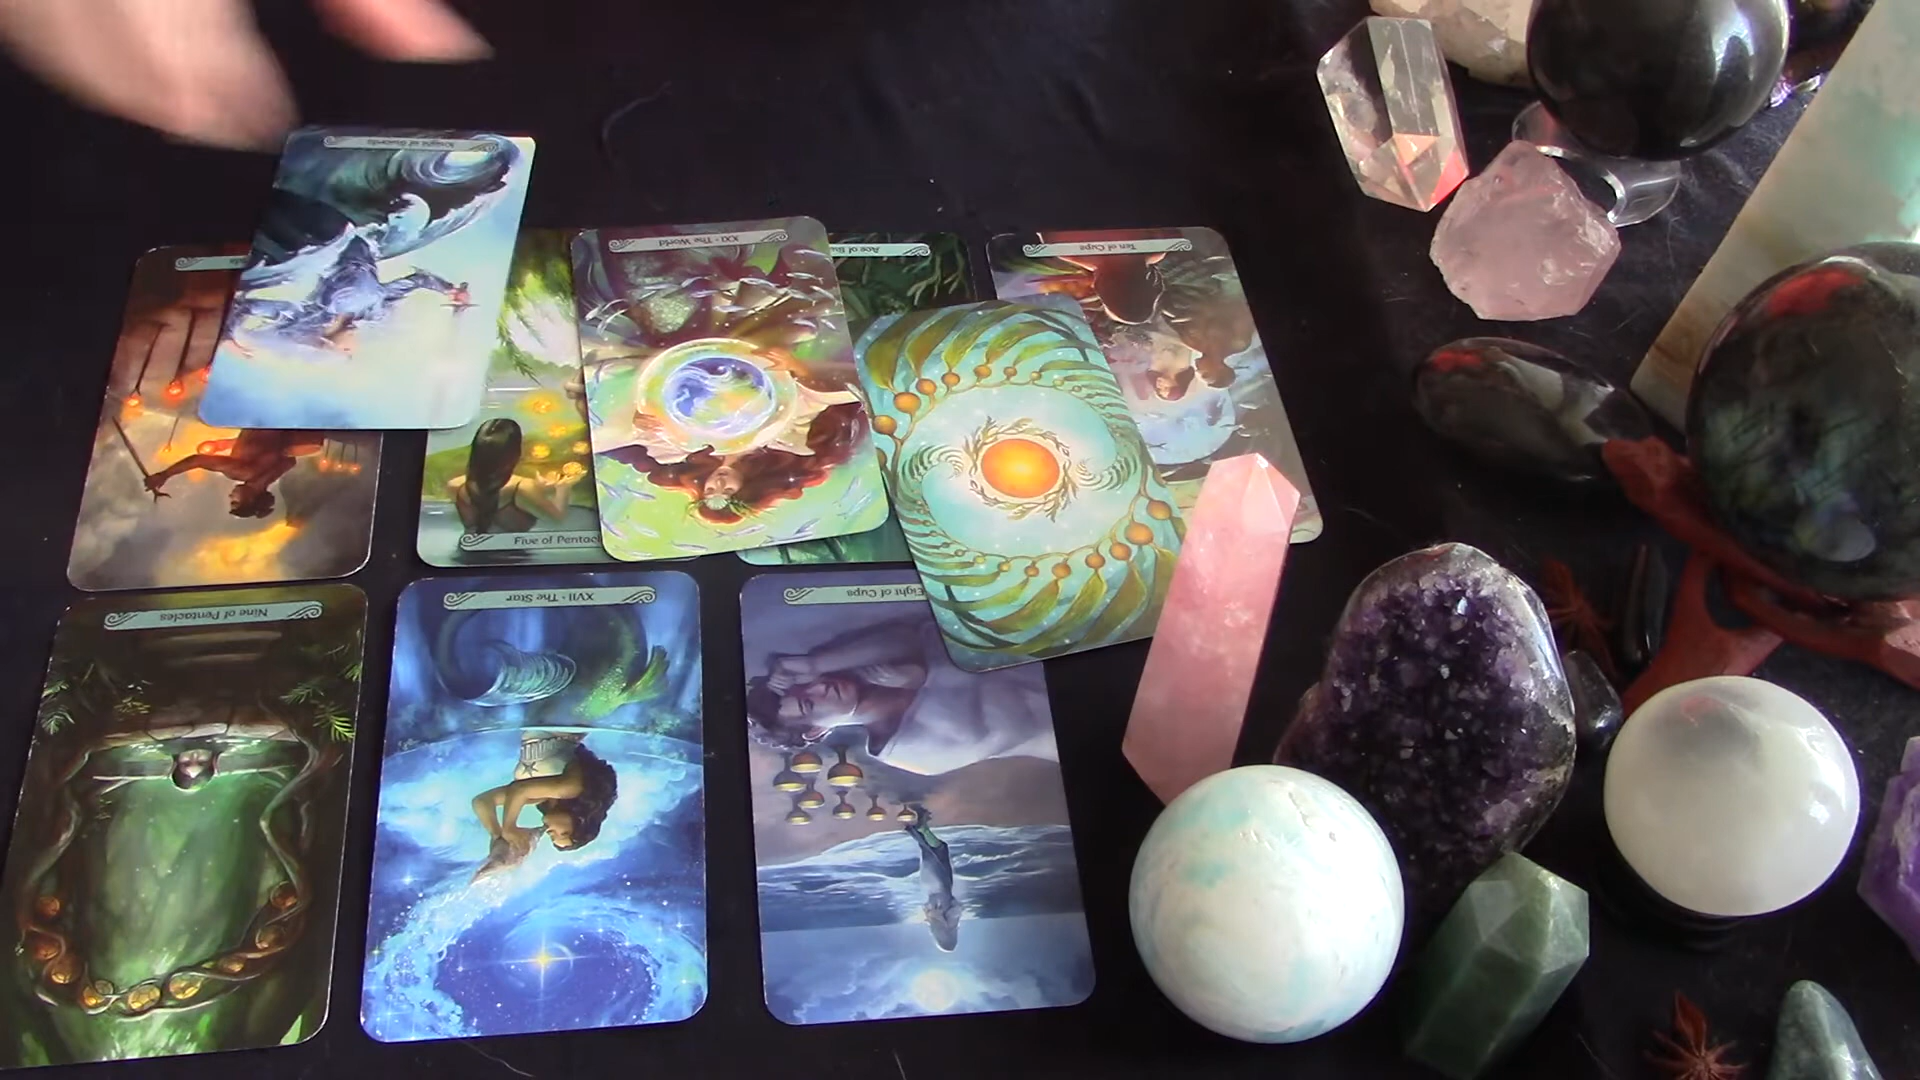 Knight of Swords
XXI · The World
Ace of
Ten of Cups
Five of Pentacl
Nine of Pentacles
XVII · The Star
Eight of Cups